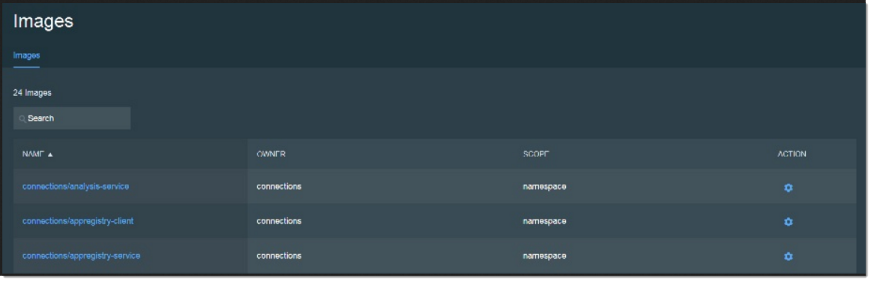 Images
Images
24 Images
Search
NAME ▲ OWNER SCOPE ACTION
connections/analysis-service connections namespace
connections/appregistry-client connections namespace
connections/appregistry-service connections namespace